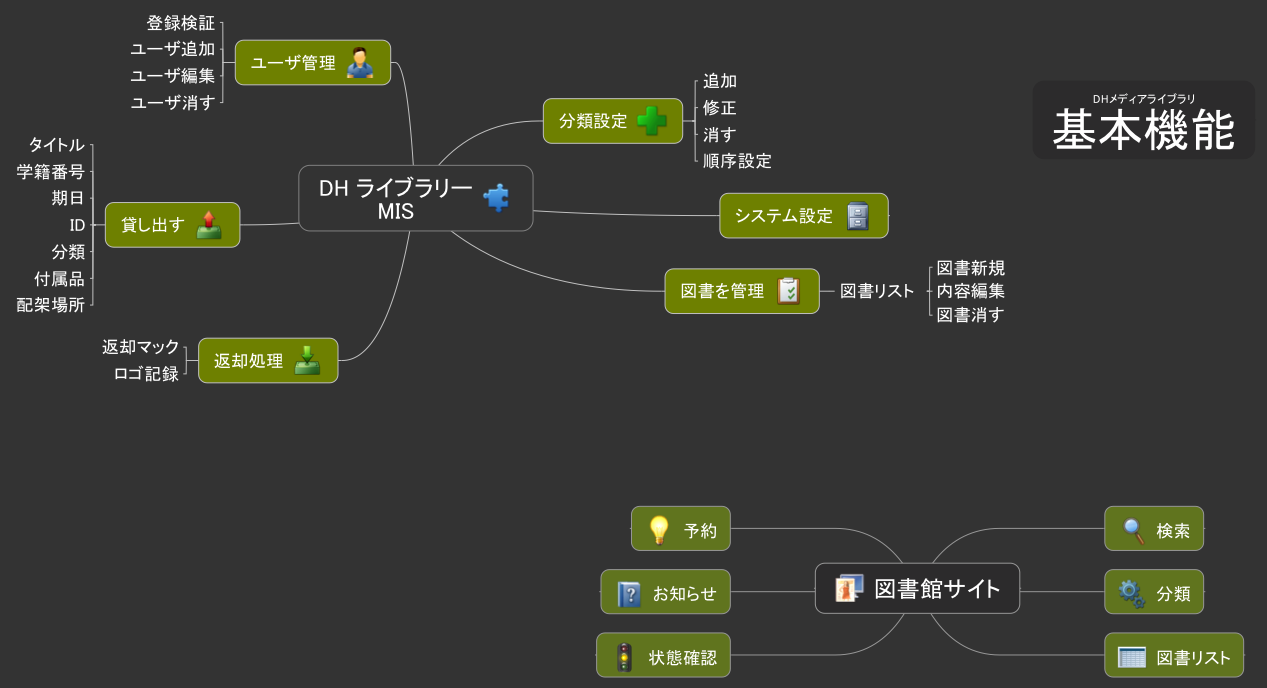 登録検証
ユーザ追加
ユーザ編集
ユーザ消す
ユーザ管理
タイトル
学籍番号
期日
ID
分類
付属品
配架場所
貸し出す
返却マック
ロゴ記録
返却処理
DH ライブラリー
MIS
分類設定
追加
修正
消す
順序設定
システム設定
図書を管理
図書リスト
図書新規
内容編集
図書消す
DHメディアライブラリ
基本機能
予約
お知らせ
状態確認
図書館サイト
検索
分類
図書リスト